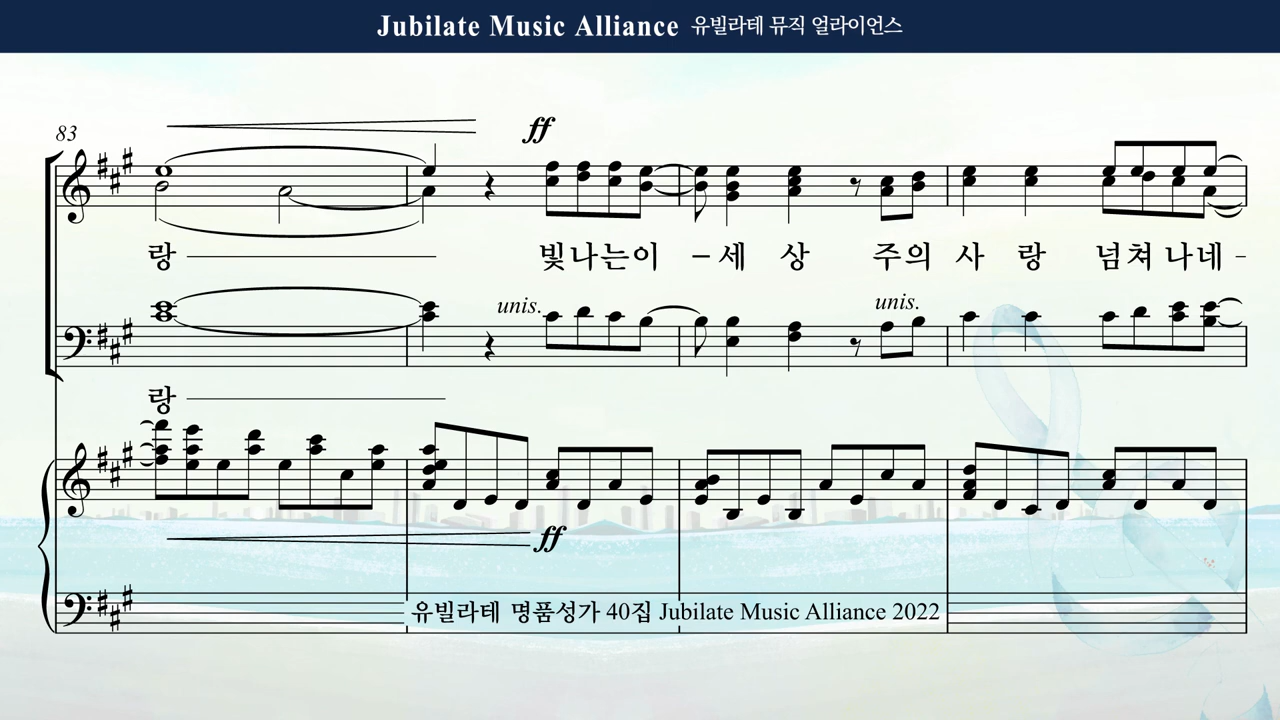 Jubilate Music Alliance 유빌라테 뮤직 얼라이언스
83
ff
랑 빛나는이 - 세 상 주의 사 랑 넘쳐 나네 -
unis. unis.
랑
ff
유빌라테 명품성가 40집 Jubilate Music Alliance 2022